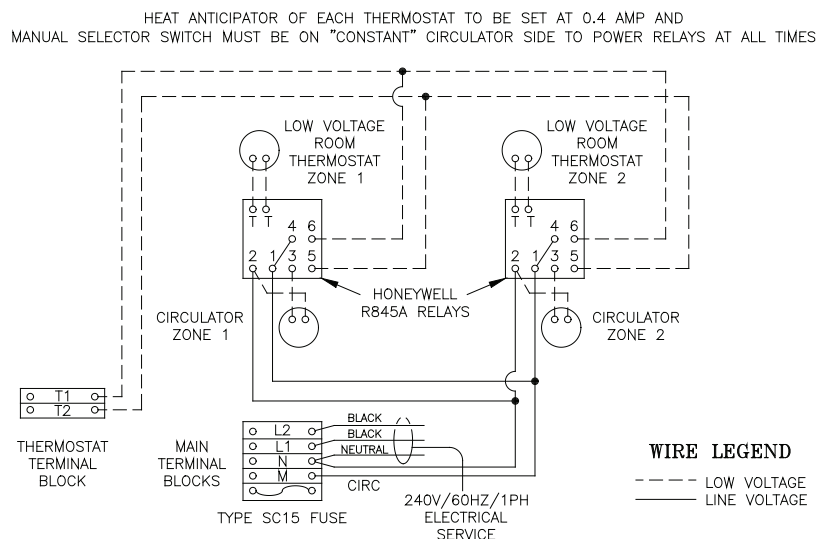 HEAT ANTICIPATOR OF EACH THERMOSTAT TO BE SET AT 0.4 AMP AND
MANUAL SELECTOR SWITCH MUST BE ON "CONSTANT" CIRCULATOR SIDE TO POWER RELAYS AT ALL TIMES
LOW VOLTAGE
ROOM
THERMOSTAT
ZONE 1
LOW VOLTAGE
ROOM
THERMOSTAT
ZONE 2
T T
4 6
2 1 3 5
T T
4 6
2 1 3 5
HONEYWELL
R845A RELAYS
CIRCULATOR
ZONE 1
CIRCULATOR
ZONE 2
T1
T2
THERMOSTAT
TERMINAL
BLOCK
MAIN
TERMINAL
BLOCKS
L2
L1
N
M
BLACK
BLACK
NEUTRAL
CIRC
TYPE SC15 FUSE
240V/60HZ/1PH
ELECTRICAL
SERVICE
WIRE LEGEND
LOW VOLTAGE
LINE VOLTAGE